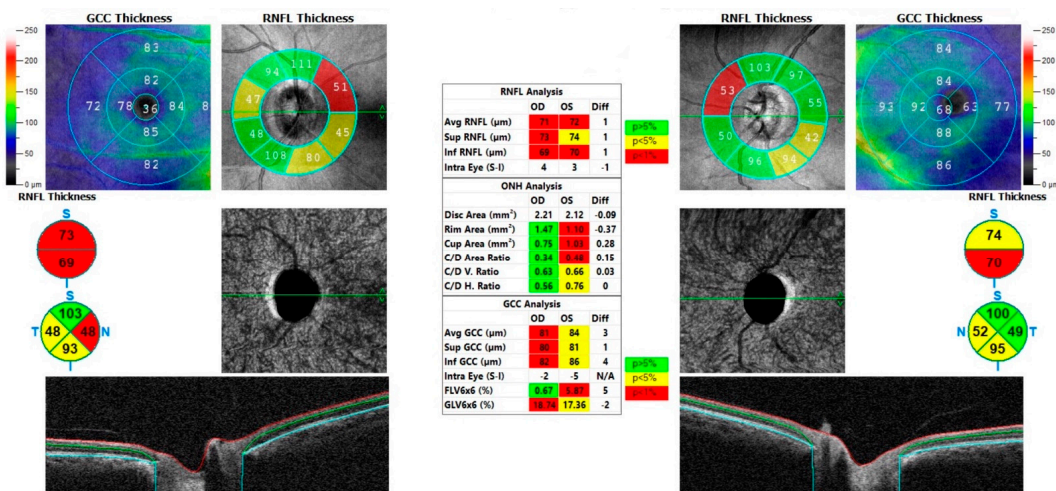 GCC Thickness
RNFL Thickness
RNFL Thickness
GCC Thickness
250
200
150
100
50
0 µm
83
82
72 78 36 84 8
85
82
111
94 51
47
48 45
108 80
RNFL Analysis
OD OS Diff
Avg RNFL (µm) 71 72 1
Sup RNFL (µm) 73 74 1
Inf RNFL (µm) 69 70 1
Intra Eye (S-I) 4 3 -1
p>5%
p<5%
p<1%
ONH Analysis
OD OS Diff
Disc Area (mm²) 2.21 2.12 -0.09
Rim Area (mm²) 1.47 1.10 -0.37
Cup Area (mm²) 0.75 1.03 0.28
C/D Area Ratio 0.34 0.48 0.15
C/D V. Ratio 0.63 0.66 0.03
C/D H. Ratio 0.56 0.76 0
GCC Analysis
OD OS Diff
Avg GCC (µm) 81 84 3
Sup GCC (µm) 80 81 1
Inf GCC (µm) 82 86 4
Intra Eye (S-I) -2 -5 N/A
FLV6x6 (%) 0.67 5.87 5
GLV6x6 (%) 18.74 17.36 -2
p>5%
p<5%
p<1%
103
53 97
55
50 42
96 94
84
84
93 92 68 63 77
88
86
250
200
150
100
50
0 µm
RNFL Thickness
S
73
69
I
S
103
T 48 48 N
93
I
RNFL Thickness
S
74
70
I
S
100
N 52 49 T
95
I